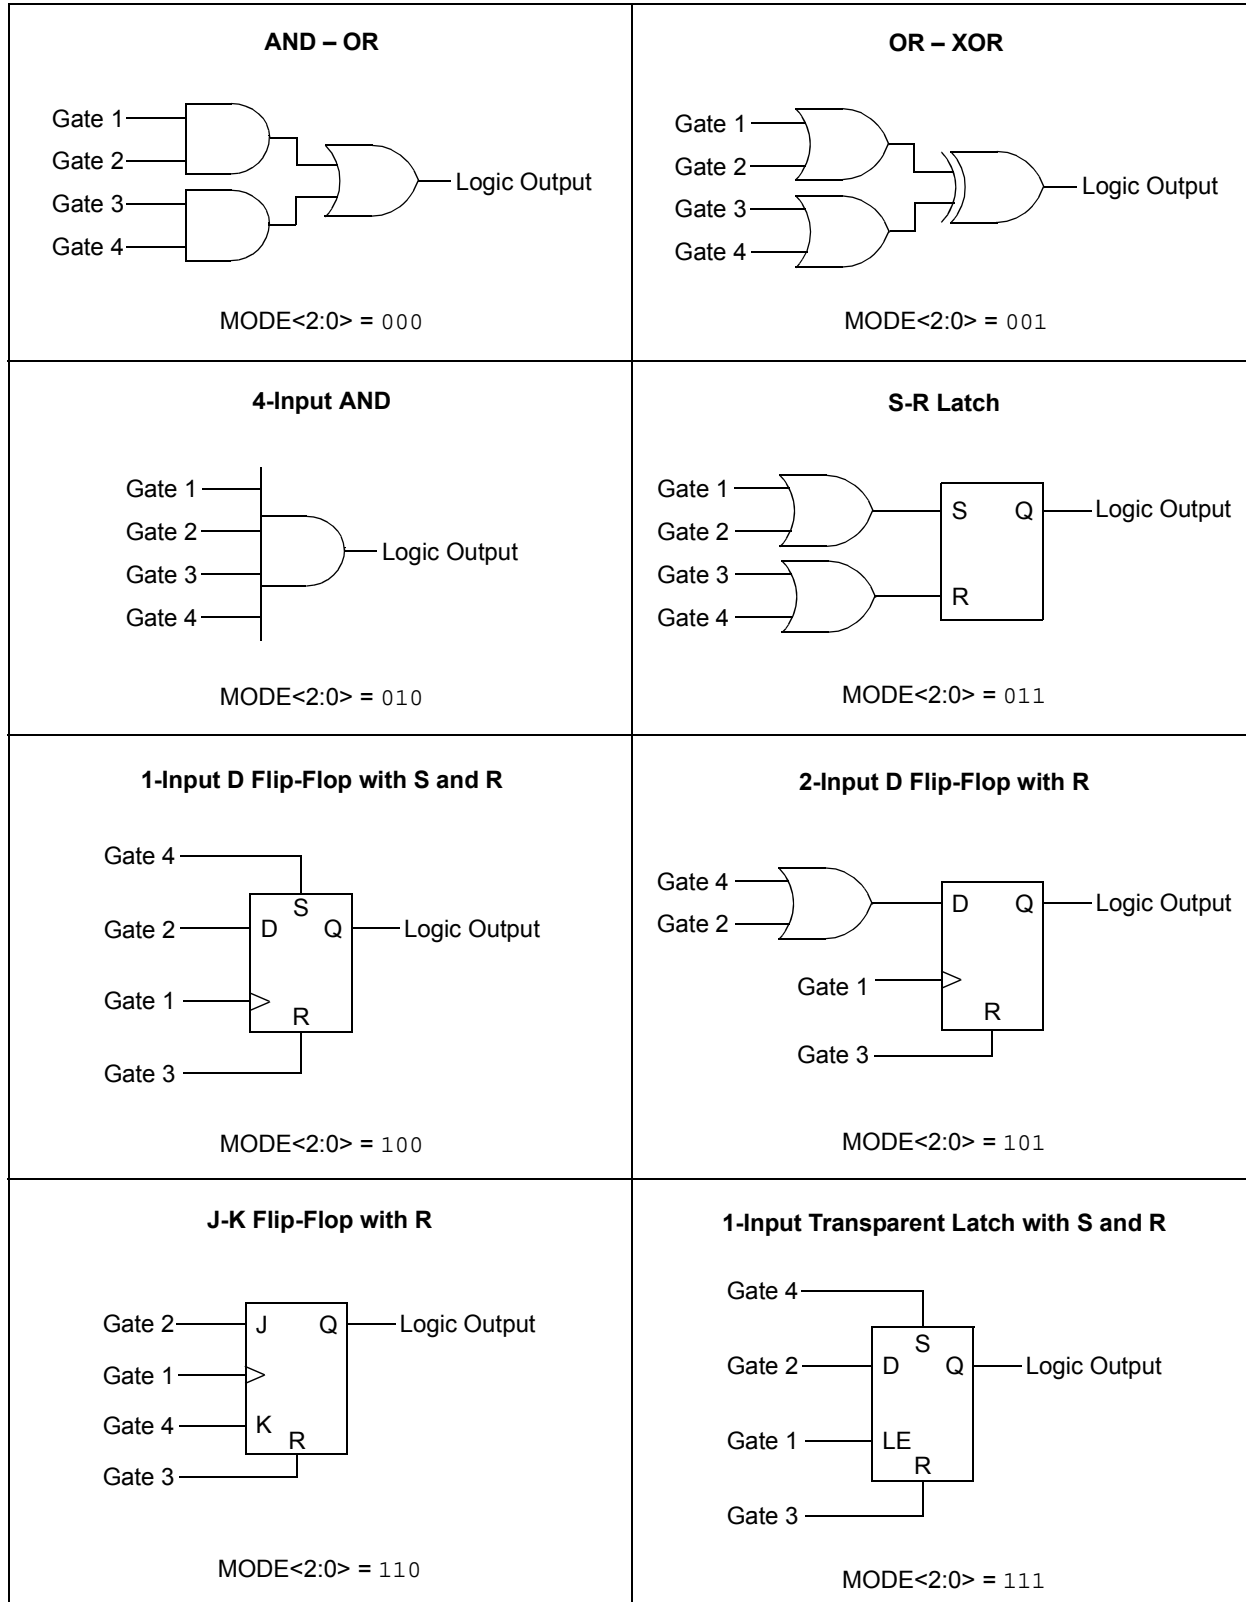 AND – OR
Gate 1
Gate 2
Gate 3
Gate 4
Logic Output
MODE<2:0> = 000
OR – XOR
Gate 1
Gate 2
Gate 3
Gate 4
Logic Output
MODE<2:0> = 001
4-Input AND
Gate 1
Gate 2
Gate 3
Gate 4
Logic Output
MODE<2:0> = 010
S-R Latch
Gate 1
Gate 2
Gate 3
Gate 4
S Q
R
Logic Output
MODE<2:0> = 011
1-Input D Flip-Flop with S and R
Gate 4
S
Gate 2
D Q
Logic Output
Gate 1
R
Gate 3
MODE<2:0> = 100
2-Input D Flip-Flop with R
Gate 4
Gate 2
D Q
Logic Output
Gate 1
R
Gate 3
MODE<2:0> = 101
J-K Flip-Flop with R
Gate 2
J Q
Logic Output
Gate 1
Gate 4
K
R
Gate 3
MODE<2:0> = 110
1-Input Transparent Latch with S and R
Gate 4
S
Gate 2
D Q
Logic Output
Gate 1
LE
R
Gate 3
MODE<2:0> = 111